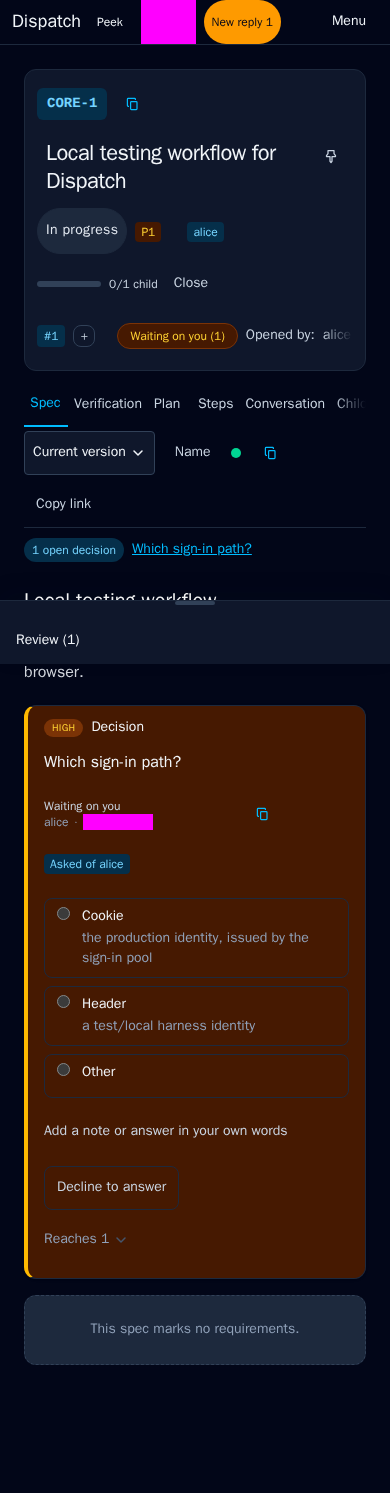 Dispatch Peek New reply 1 Menu
CORE-1
Local testing workflow for
Dispatch
In progress P1 alice
0/1 child Close
#1 + Waiting on you (1) Opened by: alice
Spec Verification Plan Steps Conversation
Current version Name
Copy link
1 open decision Which sign-in path?
Local testing workflow
Review (1)
browser.
HIGH Decision
Which sign-in path?
Waiting on you
alice ·
Asked of alice
Cookie
the production identity, issued by the
sign-in pool
Header
a test/local harness identity
Other
Add a note or answer in your own words
Decline to answer
Reaches 1
This spec marks no requirements.